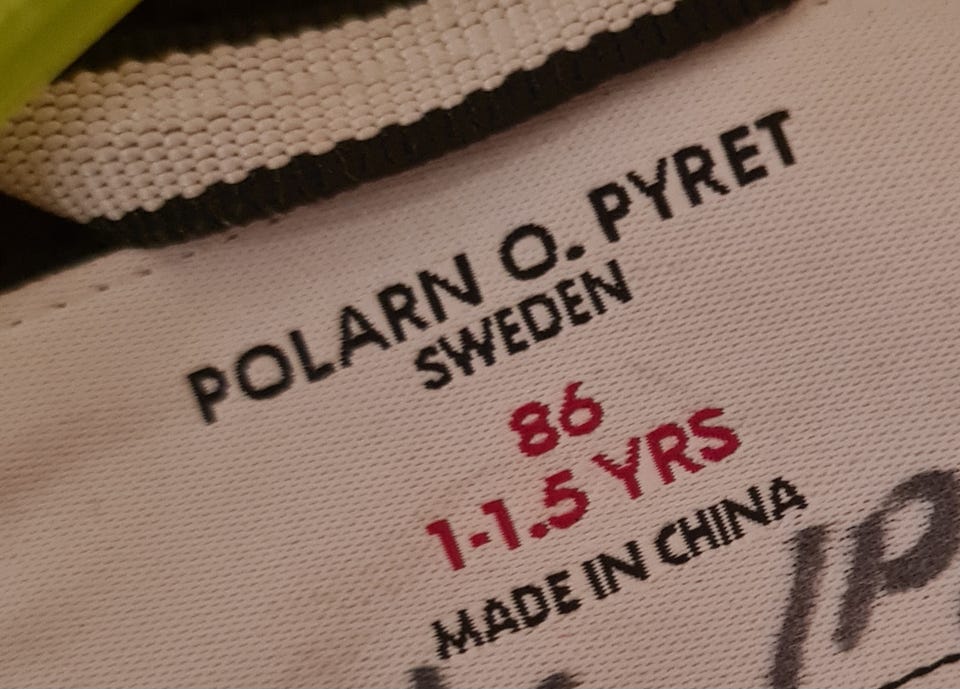 POLARN O. PYRET
SWEDEN
86
1-1.5 YRS
MADE IN CHINA